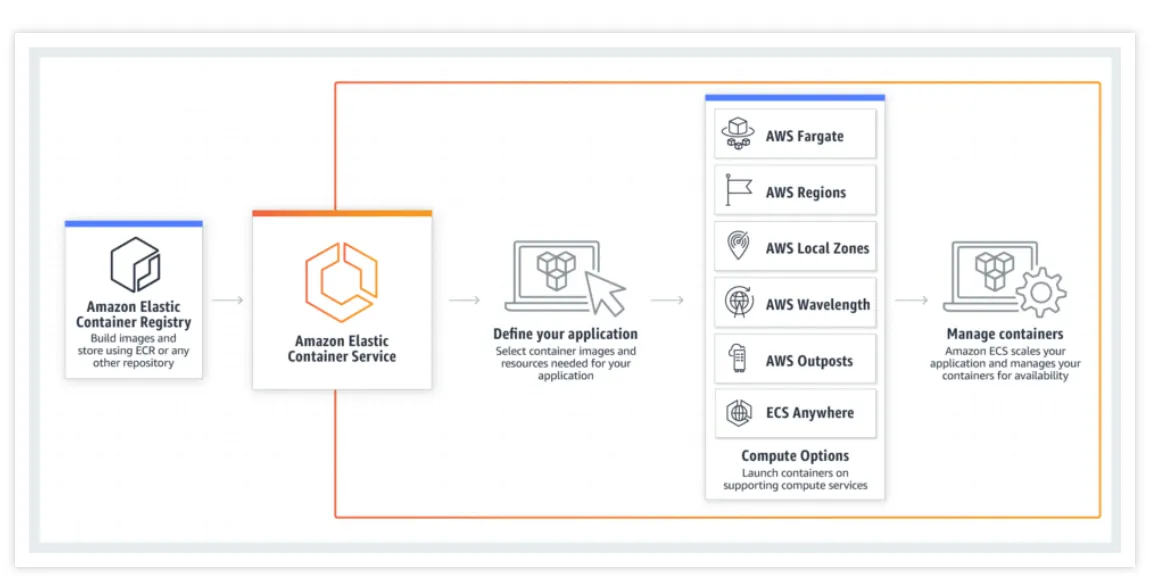 Amazon Elastic
Container Registry
Build images and
store using ECR or any
other repository
Amazon Elastic
Container Service
Define your application
Select container images and
resources needed for your
application
AWS Fargate
AWS Regions
AWS Local Zones
AWS Wavelength
AWS Outposts
ECS Anywhere
Compute Options
Launch containers on
supporting compute services
Manage containers
Amazon ECS scales your
application and manages your
containers for availability